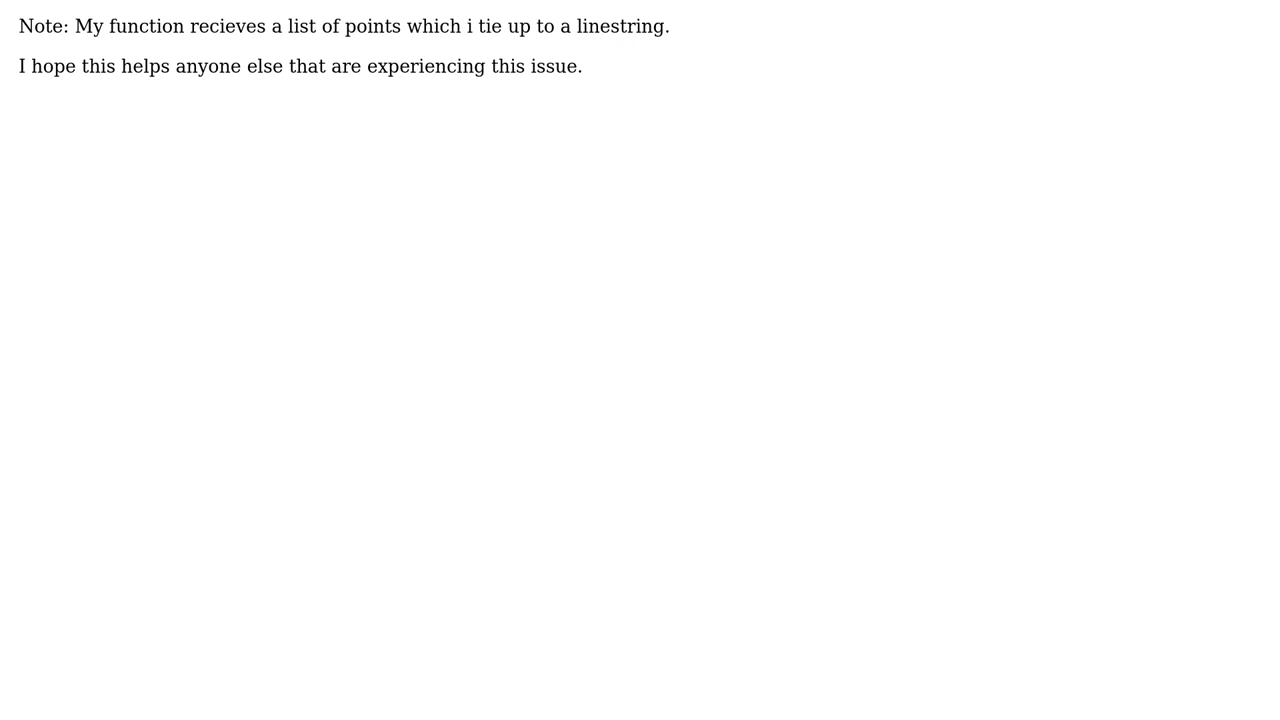 Note: My function recieves a list of points which i tie up to a linestring.
I hope this helps anyone else that are experiencing this issue.